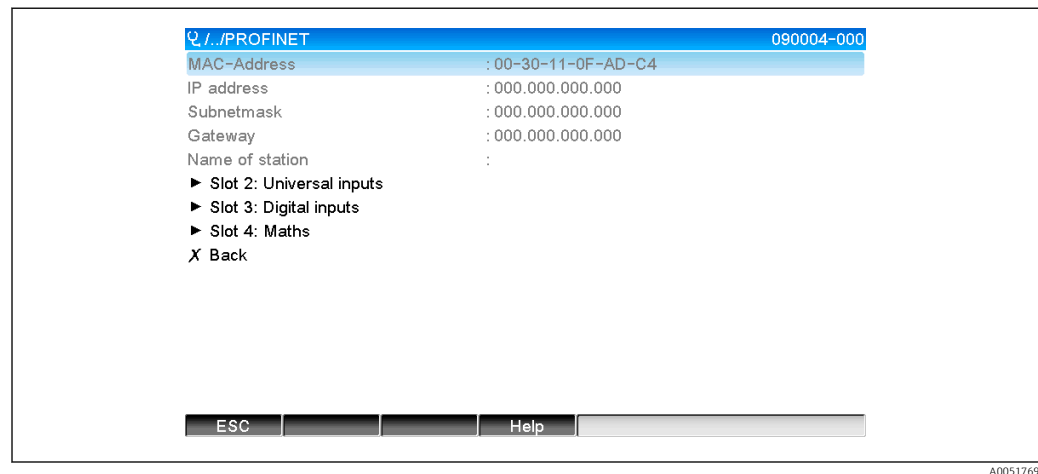 /../PROFINET 090004-000
MAC-Address : 00-30-11-0F-AD-C4
IP address : 000.000.000.000
Subnetmask : 000.000.000.000
Gateway : 000.000.000.000
Name of station :
► Slot 2: Universal inputs
► Slot 3: Digital inputs
► Slot 4: Maths
X Back
ESC Help
A0051769